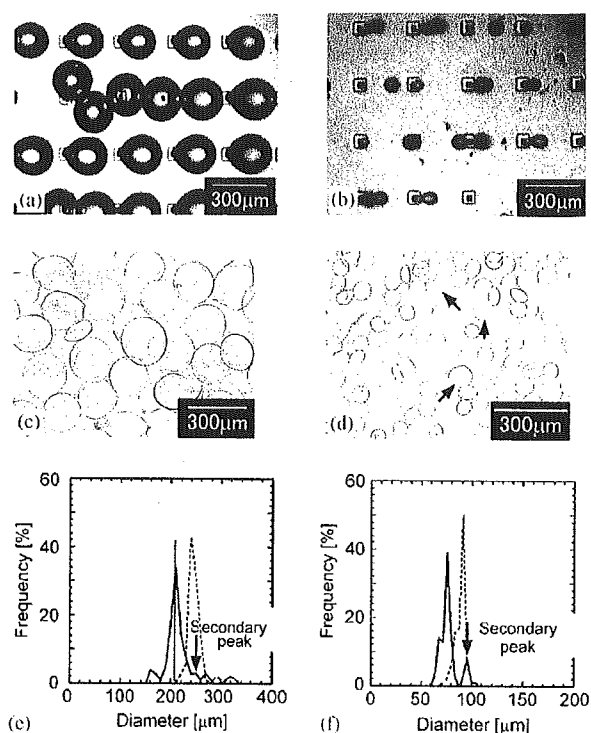 (a)
300μm
(b)
300μm
(c)
300μm
(d)
300μm
60
40
20
0
Frequency [%]
Secondary
peak
0
100
200
300
400
Diameter [μm]
(e)
60
40
20
0
Frequency [%]
Secondary
peak
0
50
100
150
200
Diameter [μm]
(f)